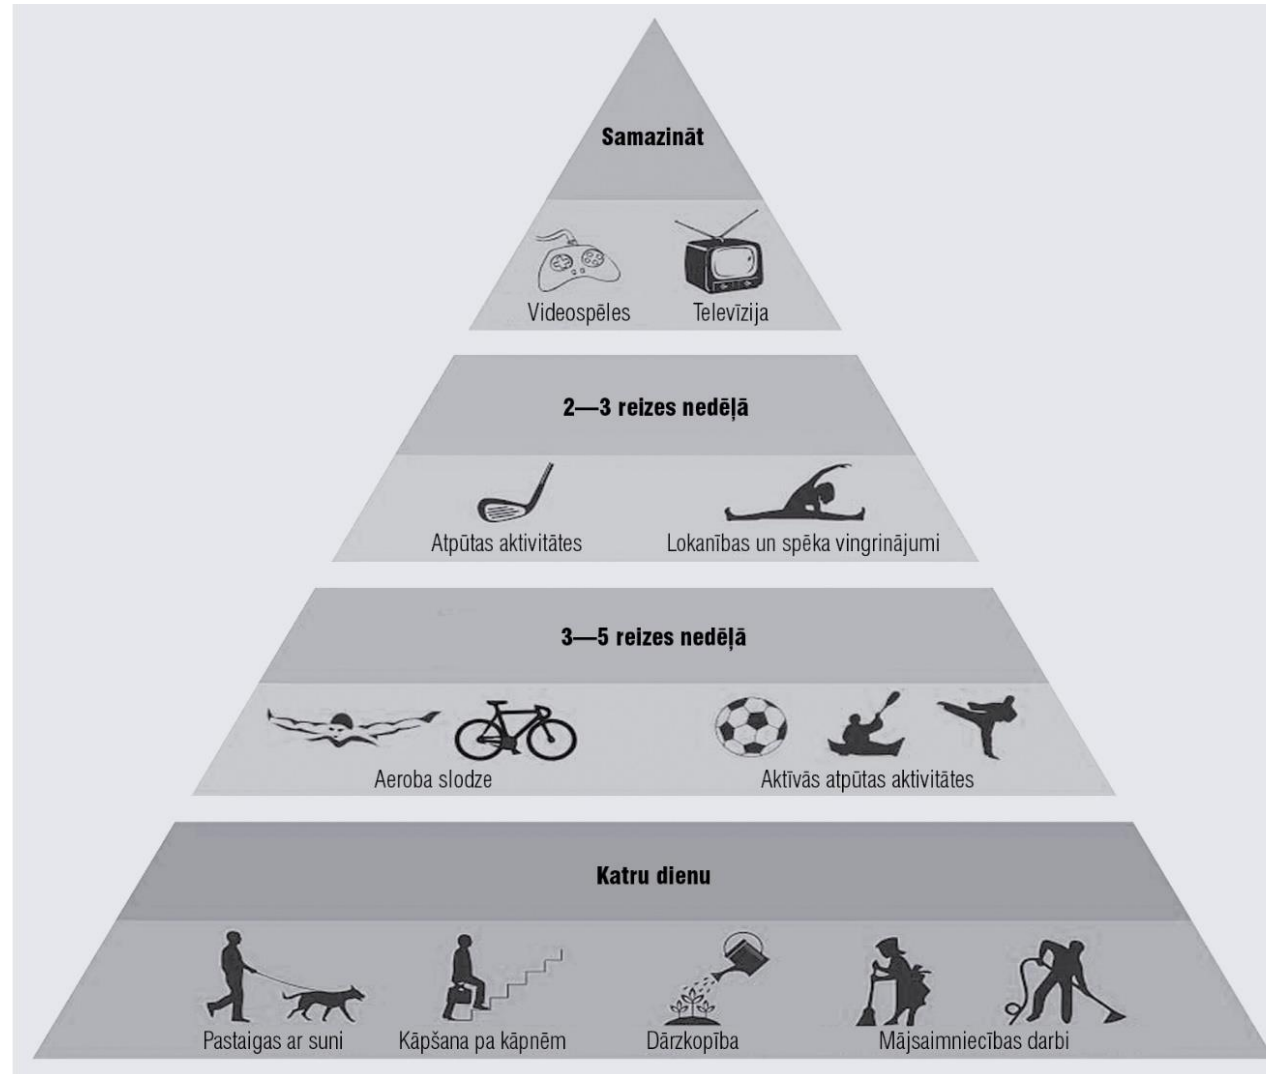 Samazināt
Videospēles
Televīzija
2—3 reizes nedēļā
Atpūtas aktivitātes
Lokanības un spēka vingrinājumi
3—5 reizes nedēļā
Aeroba slodze
Aktīvās atpūtas aktivitātes
Katru dienu
Pastaigas ar suni
Kāpšana pa kāpnēm
Dārzkopība
Mājsaimniecības darbi